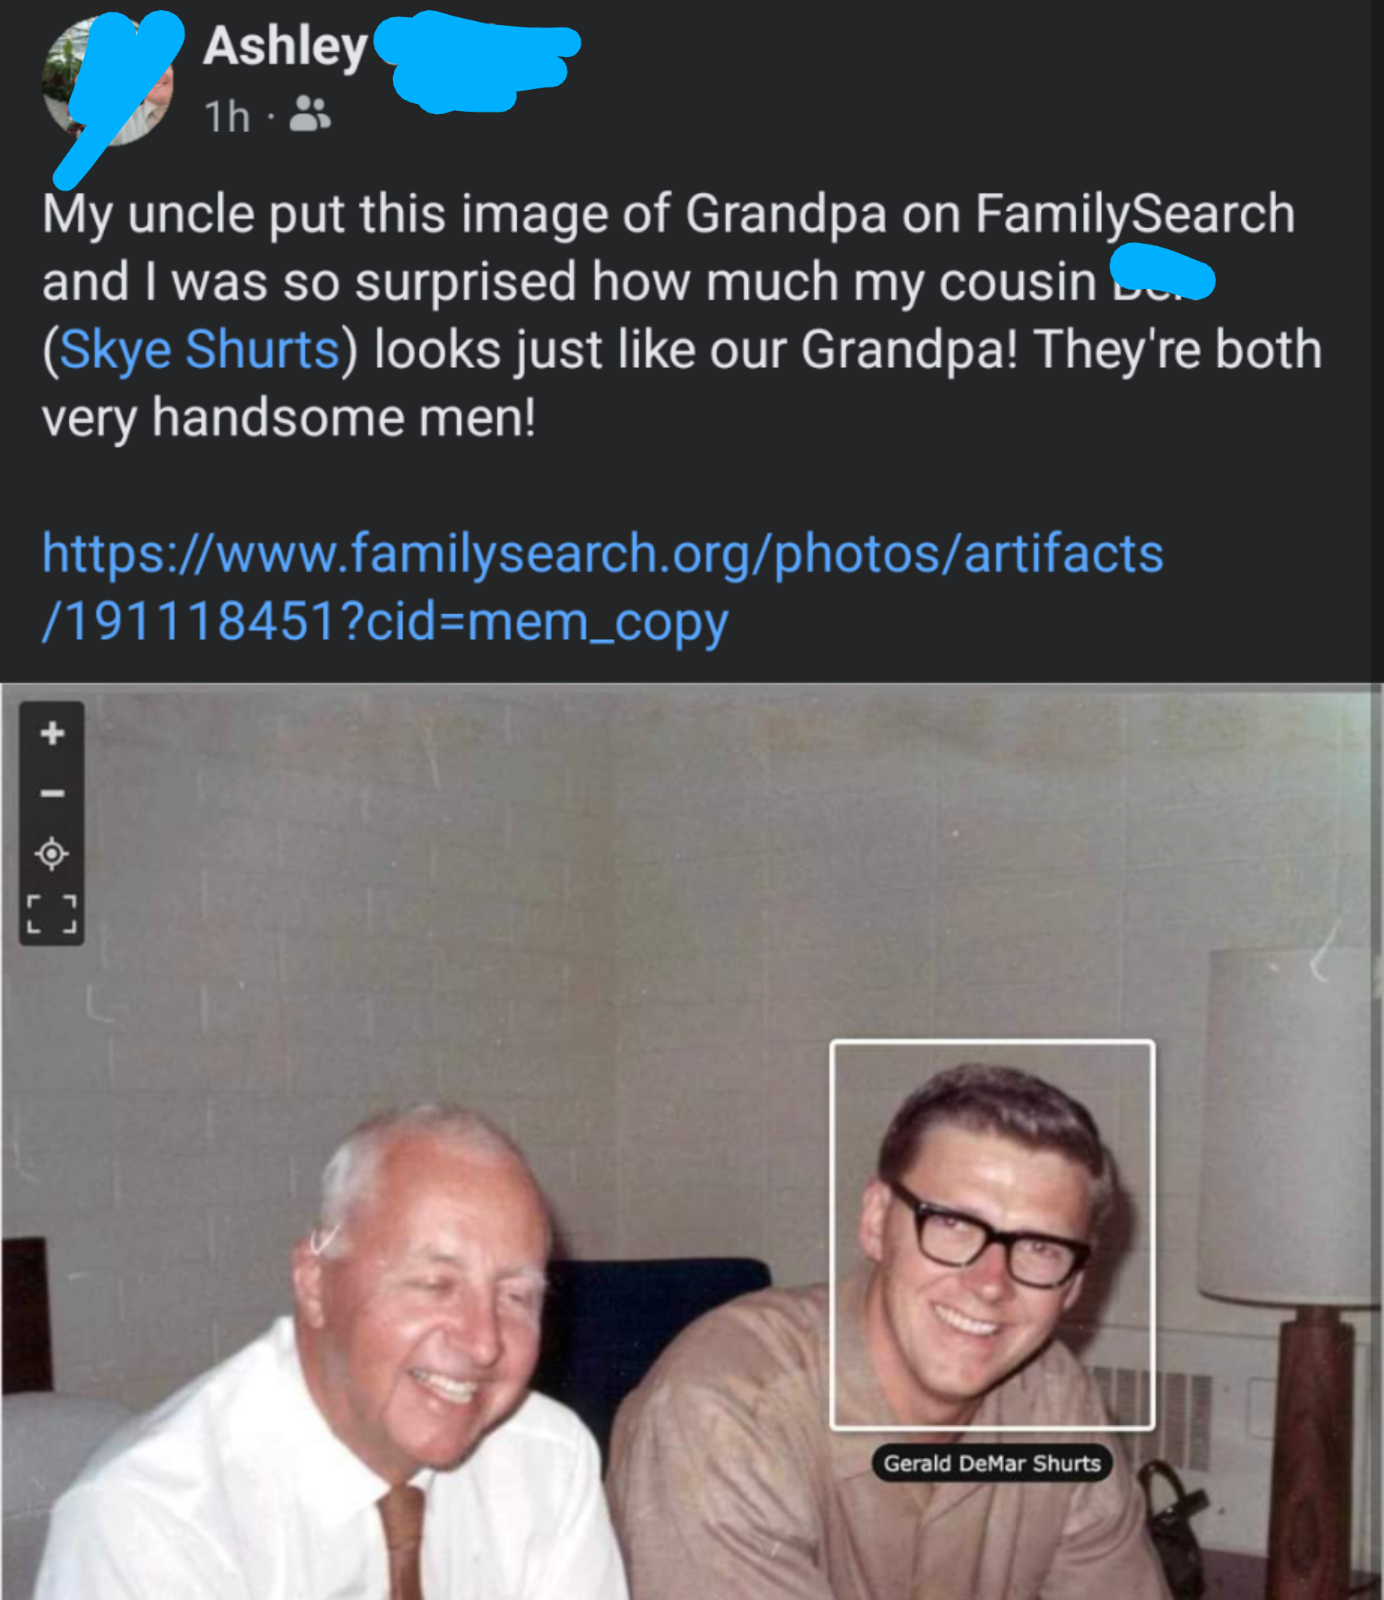 Ashley
1h ·
My uncle put this image of Grandpa on FamilySearch
and I was so surprised how much my cousin
(Skye Shurts) looks just like our Grandpa! They're both
very handsome men!
https://www.familysearch.org/photos/artifacts
/191118451?cid=mem_copy
Gerald DeMar Shurts